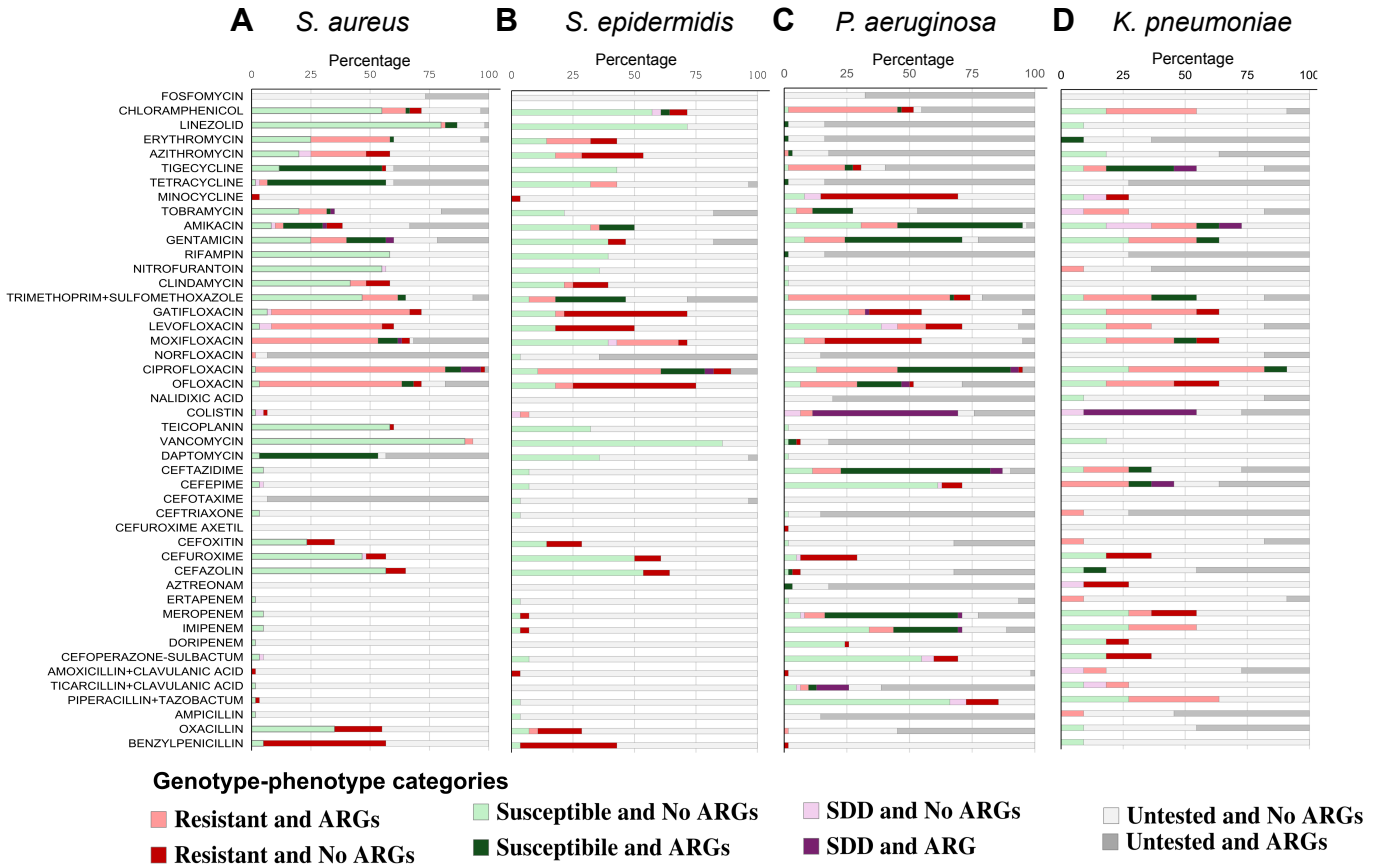 A S. aureus B S. epidermidis C P. aeruginosa D K. pneumoniae
Percentage Percentage Percentage Percentage
0 25 50 75 100 0 25 50 75 100 0 25 50 75 100 0 25 50 75 100
FOSFOMYCIN
CHLORAMPHENICOL
LINEZOLID
ERYTHROMYCIN
AZITHROMYCIN
TIGECYCLINE
TETRACYCLINE
MINOCYCLINE
TOBRAMYCIN
AMIKACIN
GENTAMICIN
RIFAMPIN
NITROFURANTOIN
CLINDAMYCIN
TRIMETHOPRIM+SULFOMETHOXAZOLE
GATIFLOXACIN
LEVOFLOXACIN
MOXIFLOXACIN
NORFLOXACIN
CIPROFLOXACIN
OFLOXACIN
NALIDIXIC ACID
COLISTIN
TEICOPLANIN
VANCOMYCIN
DAPTOMYCIN
CEFTAZIDIME
CEFEPIME
CEFOTAXIME
CEFTRIAXONE
CEFUROXIME AXETIL
CEFOXITIN
CEFUROXIME
CEFAZOLIN
AZTREONAM
ERTAPENEM
MEROPENEM
IMIPENEM
DORIPENEM
CEFOPERAZONE-SULBACTUM
AMOXICILLIN+CLAVULANIC ACID
TICARCILLIN+CLAVULANIC ACID
PIPERACILLIN+TAZOBACTUM
AMPICILLIN
OXACILLIN
BENZYLPENICILLIN
Genotype-phenotype categories
Resistant and ARGs Susceptible and No ARGs SDD and No ARGs Untested and No ARGs
Resistant and No ARGs Susceptibile and ARGs SDD and ARG Untested and ARGs